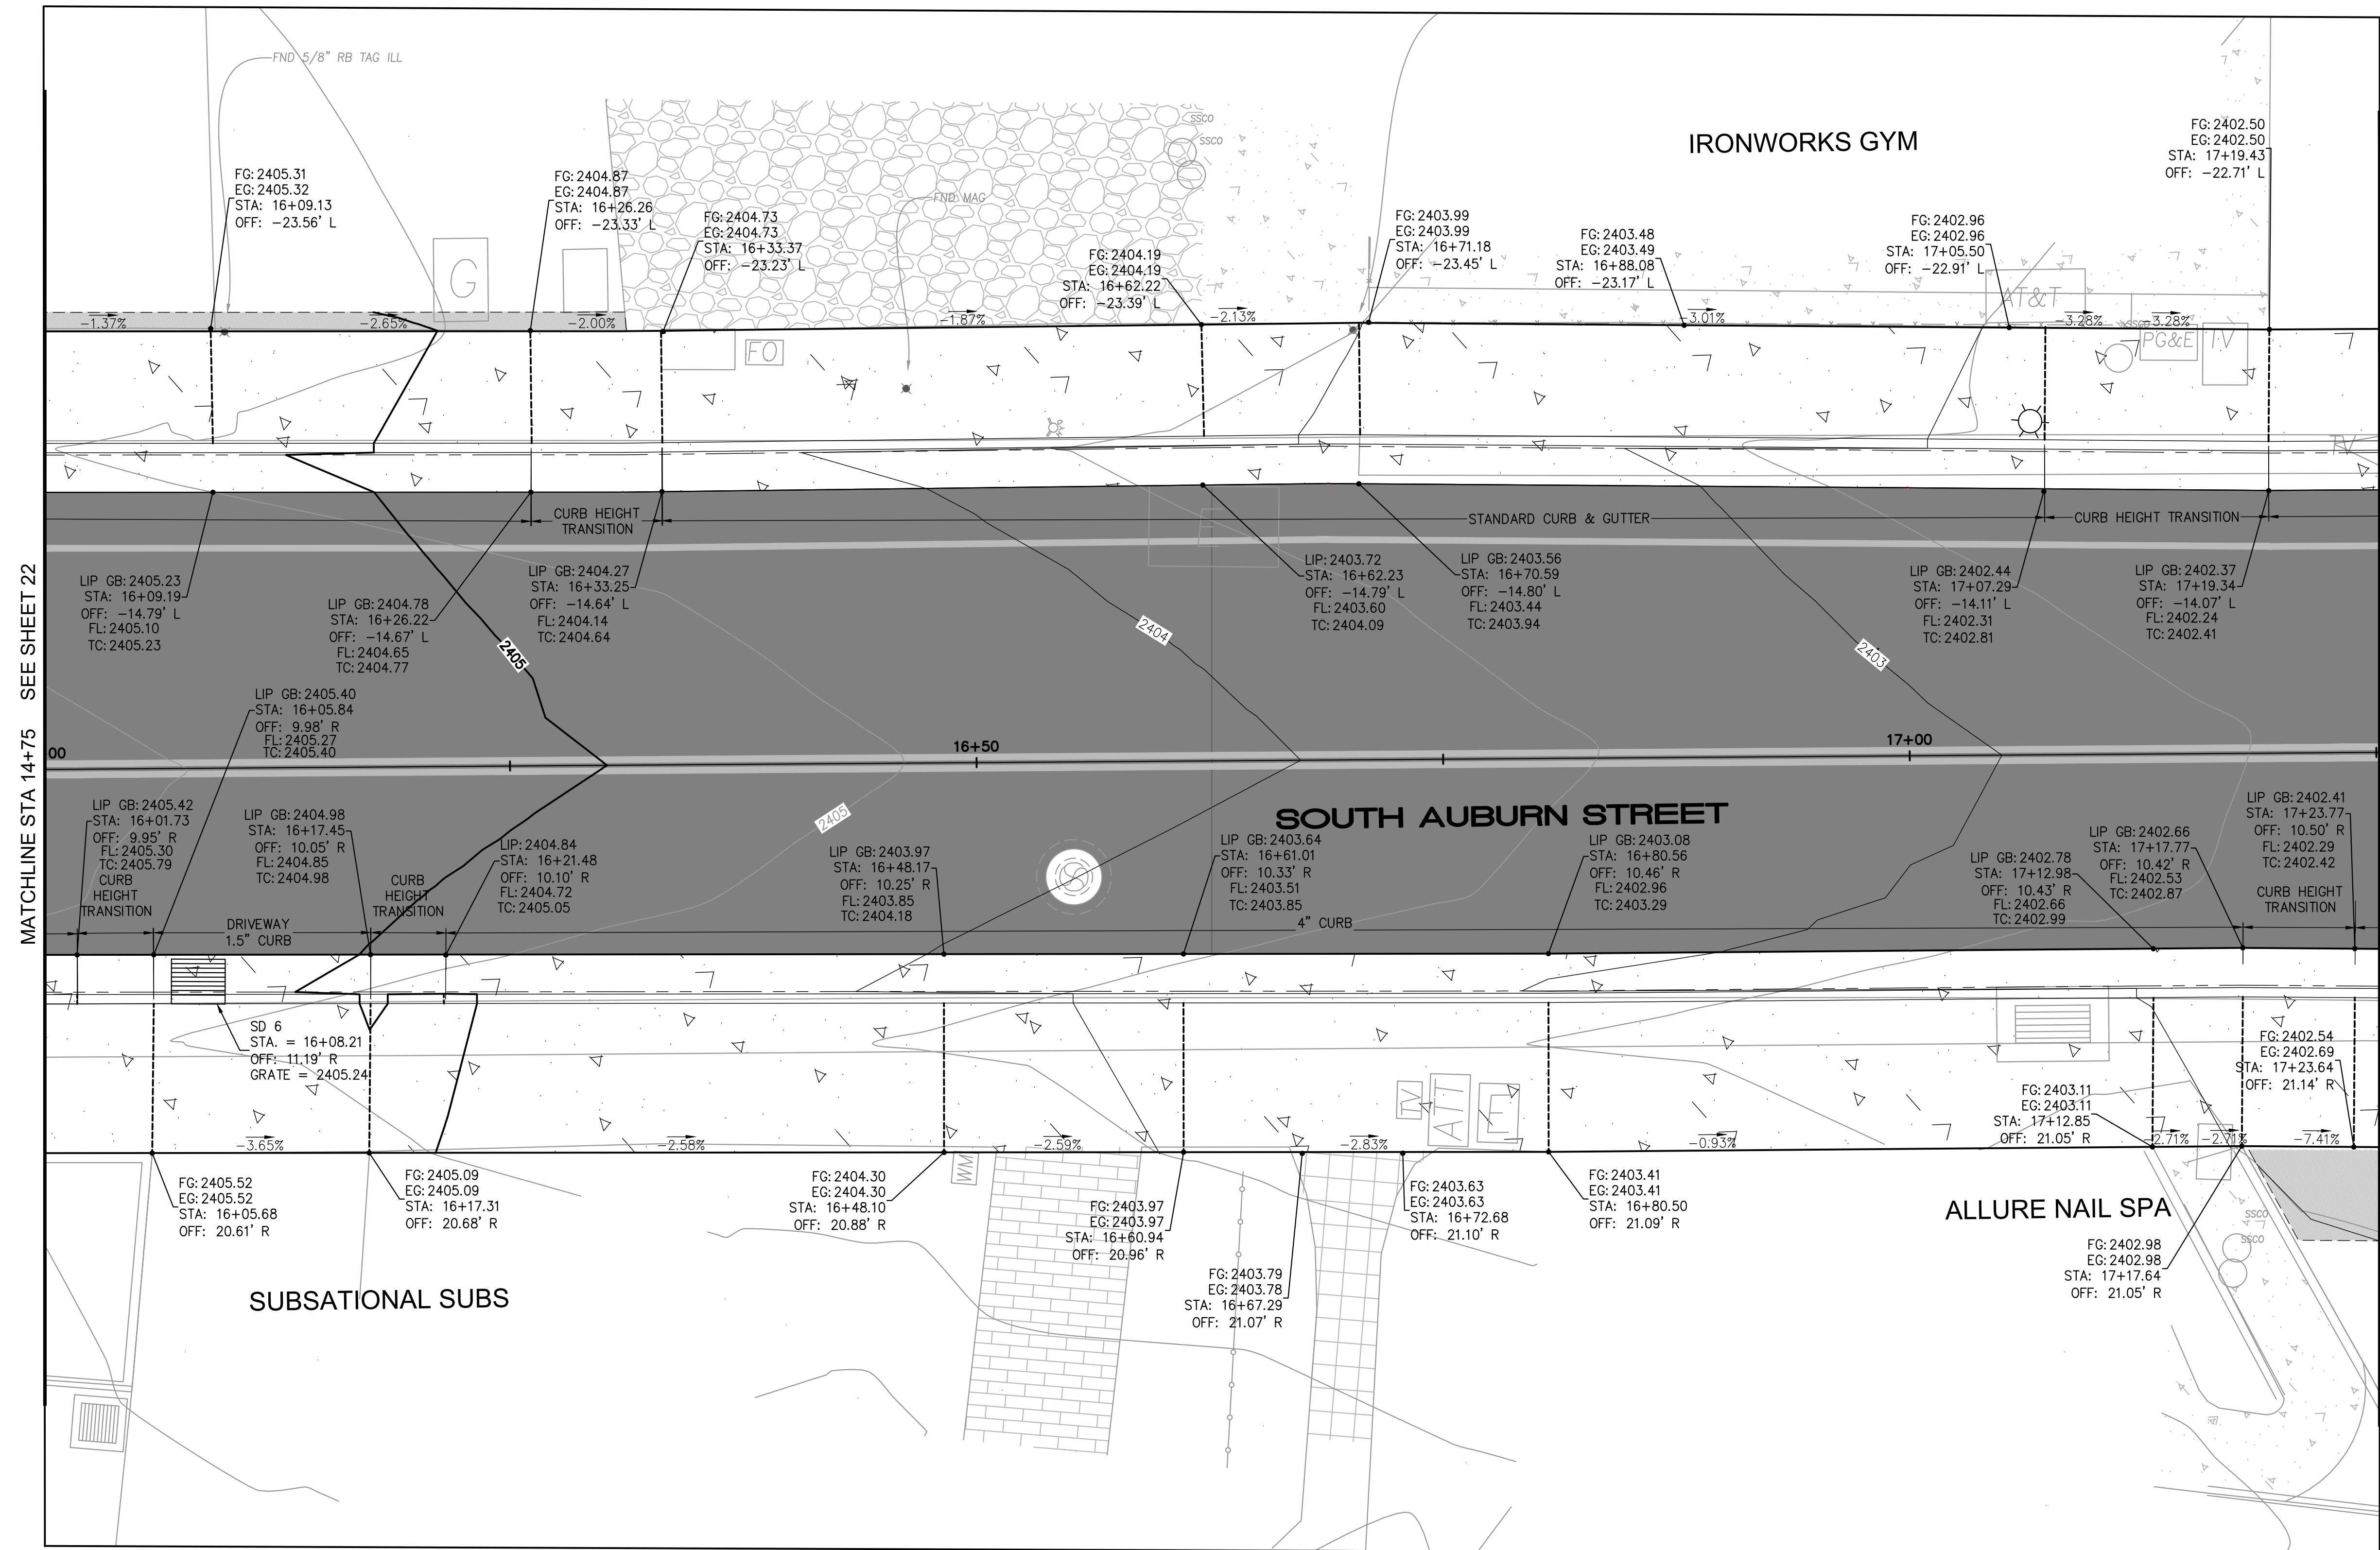 FND 5/8" RB TAG ILL
SSCO
SSCO
FND MAG
IRONWORKS GYM
FG: 2405.31
EG: 2405.32
STA: 16+09.13
OFF: -23.56' L
FG: 2404.87
EG: 2404.87
STA: 16+26.26
OFF: -23.33' L
FG: 2404.73
EG: 2404.73
STA: 16+33.37
OFF: -23.23' L
FG: 2404.19
EG: 2404.19
STA: 16+62.22
OFF: -23.39' L
FG: 2403.99
EG: 2403.99
STA: 16+71.18
OFF: -23.45' L
FG: 2403.48
EG: 2403.49
STA: 16+88.08
OFF: -23.17' L
FG: 2402.96
EG: 2402.96
STA: 17+05.50
OFF: -22.91' L
FG: 2402.50
EG: 2402.50
STA: 17+19.43
OFF: -22.71' L
G
AT&T
-1.37%
-2.65%
-2.00%
-1.87%
-2.13%
-3.01%
-3.28%
SSCO
-3.28%
FO
PG&E
TV
TV
E
CURB HEIGHT
TRANSITION
STANDARD CURB & GUTTER
CURB HEIGHT TRANSITION
LIP GB: 2405.23
STA: 16+09.19
OFF: -14.79' L
FL: 2405.10
TC: 2405.23
LIP GB: 2404.78
STA: 16+26.22
OFF: -14.67' L
FL: 2404.65
TC: 2404.77
LIP GB: 2404.27
STA: 16+33.25
OFF: -14.64' L
FL: 2404.14
TC: 2404.64
LIP: 2403.72
STA: 16+62.23
OFF: -14.79' L
FL: 2403.60
TC: 2404.09
LIP GB: 2403.56
STA: 16+70.59
OFF: -14.80' L
FL: 2403.44
TC: 2403.94
LIP GB: 2402.44
STA: 17+07.29
OFF: -14.11' L
FL: 2402.31
TC: 2402.81
LIP GB: 2402.37
STA: 17+19.34
OFF: -14.07' L
FL: 2402.24
TC: 2402.41
2405
2404
2403
MATCHLINE STA 14+75 SEE SHEET 22
00
16+50
17+00
2405
SOUTH AUBURN STREET
LIP GB: 2405.40
STA: 16+05.84
OFF: 9.98' R
FL: 2405.27
TC: 2405.40
LIP GB: 2405.42
STA: 16+01.73
OFF: 9.95' R
FL: 2405.30
TC: 2405.79
CURB
HEIGHT
TRANSITION
LIP GB: 2404.98
STA: 16+17.45
OFF: 10.05' R
FL: 2404.85
TC: 2404.98
DRIVEWAY
1.5" CURB
CURB
HEIGHT
TRANSITION
LIP: 2404.84
STA: 16+21.48
OFF: 10.10' R
FL: 2404.72
TC: 2405.05
LIP GB: 2403.97
STA: 16+48.17
OFF: 10.25' R
FL: 2403.85
TC: 2404.18
LIP GB: 2403.64
STA: 16+61.01
OFF: 10.33' R
FL: 2403.51
TC: 2403.85
4" CURB
LIP GB: 2403.08
STA: 16+80.56
OFF: 10.46' R
FL: 2402.96
TC: 2403.29
LIP GB: 2402.78
STA: 17+12.98
OFF: 10.43' R
FL: 2402.66
TC: 2402.99
LIP GB: 2402.66
STA: 17+17.77
OFF: 10.42' R
FL: 2402.53
TC: 2402.87
LIP GB: 2402.41
STA: 17+23.77
OFF: 10.50' R
FL: 2402.29
TC: 2402.42
CURB HEIGHT
TRANSITION
S
SD 6
STA. = 16+08.21
OFF: 11.19' R
GRATE = 2405.24
TV
ATT
E
WM
-3.65%
-2.58%
-2.59%
-2.83%
-0.93%
-2.71%
-2.71%
-7.41%
FG: 2402.54
EG: 2402.69
STA: 17+23.64
OFF: 21.14' R
FG: 2403.11
EG: 2403.11
STA: 17+12.85
OFF: 21.05' R
FG: 2405.52
EG: 2405.52
STA: 16+05.68
OFF: 20.61' R
FG: 2405.09
EG: 2405.09
STA: 16+17.31
OFF: 20.68' R
FG: 2404.30
EG: 2404.30
STA: 16+48.10
OFF: 20.88' R
FG: 2403.97
EG: 2403.97
STA: 16+60.94
OFF: 20.96' R
FG: 2403.79
EG: 2403.78
STA: 16+67.29
OFF: 21.07' R
FG: 2403.63
EG: 2403.63
STA: 16+72.68
OFF: 21.10' R
FG: 2403.41
EG: 2403.41
STA: 16+80.50
OFF: 21.09' R
ALLURE NAIL SPA
SSCO
SSCO
FG: 2402.98
EG: 2402.98
STA: 17+17.64
OFF: 21.05' R
SUBSATIONAL SUBS